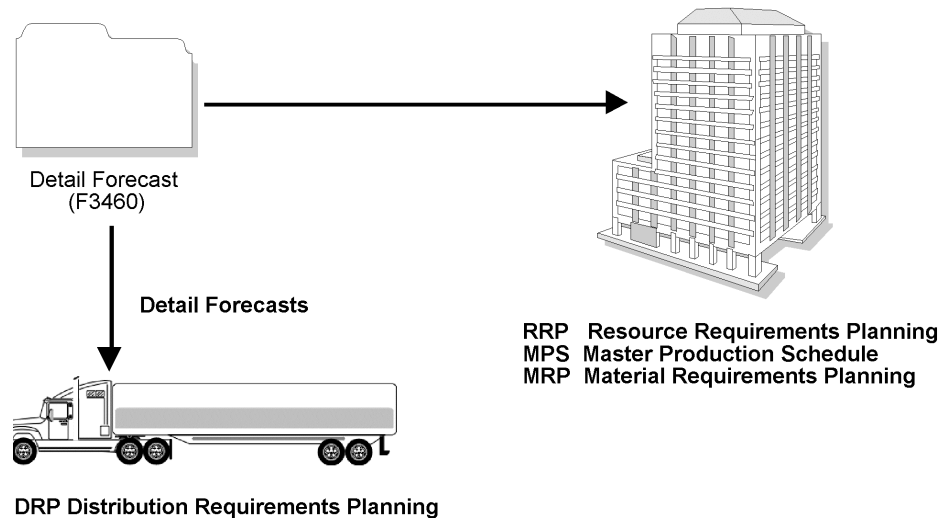 Detail Forecast
(F3460)
Detail Forecasts
RRP Resource Requirements Planning
MPS Master Production Schedule
MRP Material Requirements Planning
DRP Distribution Requirements Planning